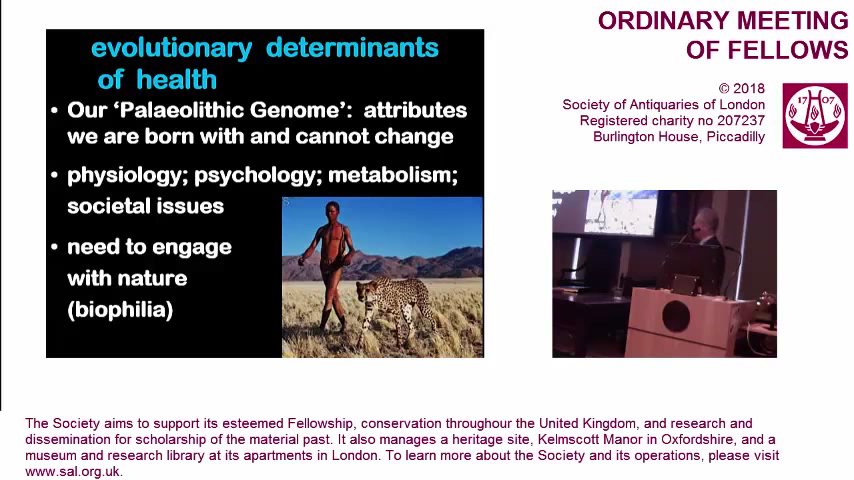 evolutionary determinants
of health
• Our ‘Palaeolithic Genome’: attributes
we are born with and cannot change
• physiology; psychology; metabolism;
societal issues
• need to engage
with nature
(biophilia)
ORDINARY MEETING
OF FELLOWS
© 2018
Society of Antiquaries of London
Registered charity no 207237
Burlington House, Piccadilly
17 07
The Society aims to support its esteemed Fellowship, conservation throughour the United Kingdom, and research and
dissemination for scholarship of the material past. It also manages a heritage site, Kelmscott Manor in Oxfordshire, and a
museum and research library at its apartments in London. To learn more about the Society and its operations, please visit
www.sal.org.uk.